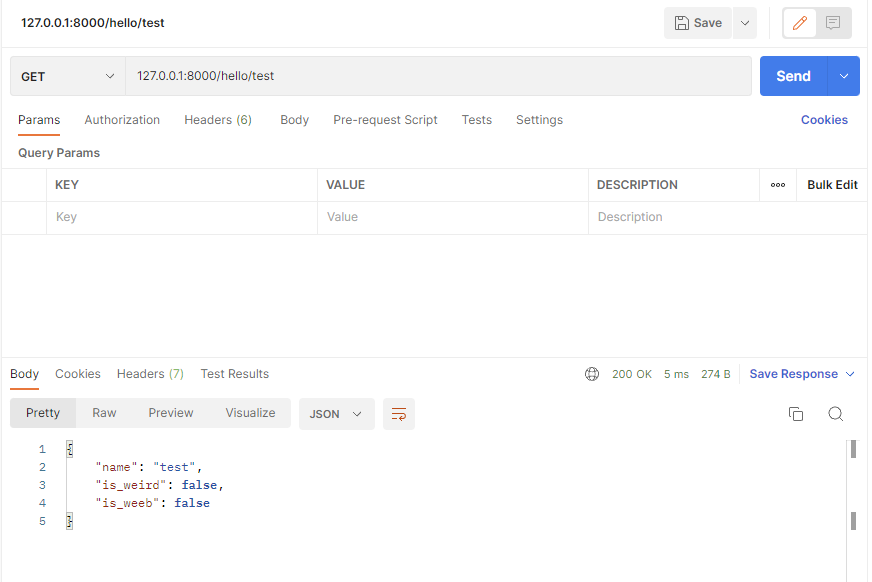 127.0.0.1:8000/hello/test Save
GET 127.0.0.1:8000/hello/test Send
Params Authorization Headers (6) Body Pre-request Script Tests Settings Cookies
Query Params
KEY VALUE DESCRIPTION ooo Bulk Edit
Key Value Description
Body Cookies Headers (7) Test Results 200 OK 5 ms 274 B Save Response
Pretty Raw Preview Visualize JSON
1 {
2 "name": "test",
3 "is_weird": false,
4 "is_weeb": false
5 }